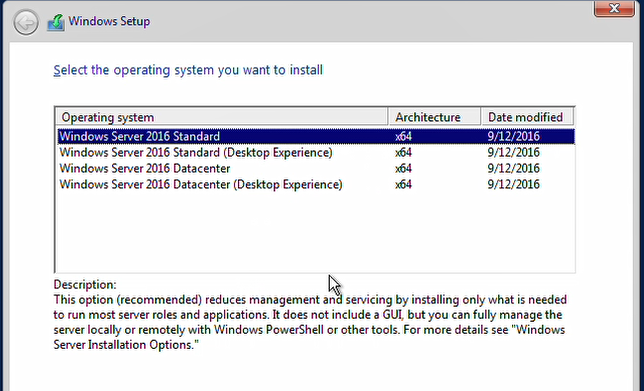 Windows Setup
Select the operating system you want to install
Operating system Architecture Date modified
Windows Server 2016 Standard x64 9/12/2016
Windows Server 2016 Standard (Desktop Experience) x64 9/12/2016
Windows Server 2016 Datacenter x64 9/12/2016
Windows Server 2016 Datacenter (Desktop Experience) x64 9/12/2016
Description:
This option (recommended) reduces management and servicing by installing only what is needed
to run most server roles and applications. It does not include a GUI, but you can fully manage the
server locally or remotely with Windows PowerShell or other tools. For more details see "Windows
Server Installation Options."